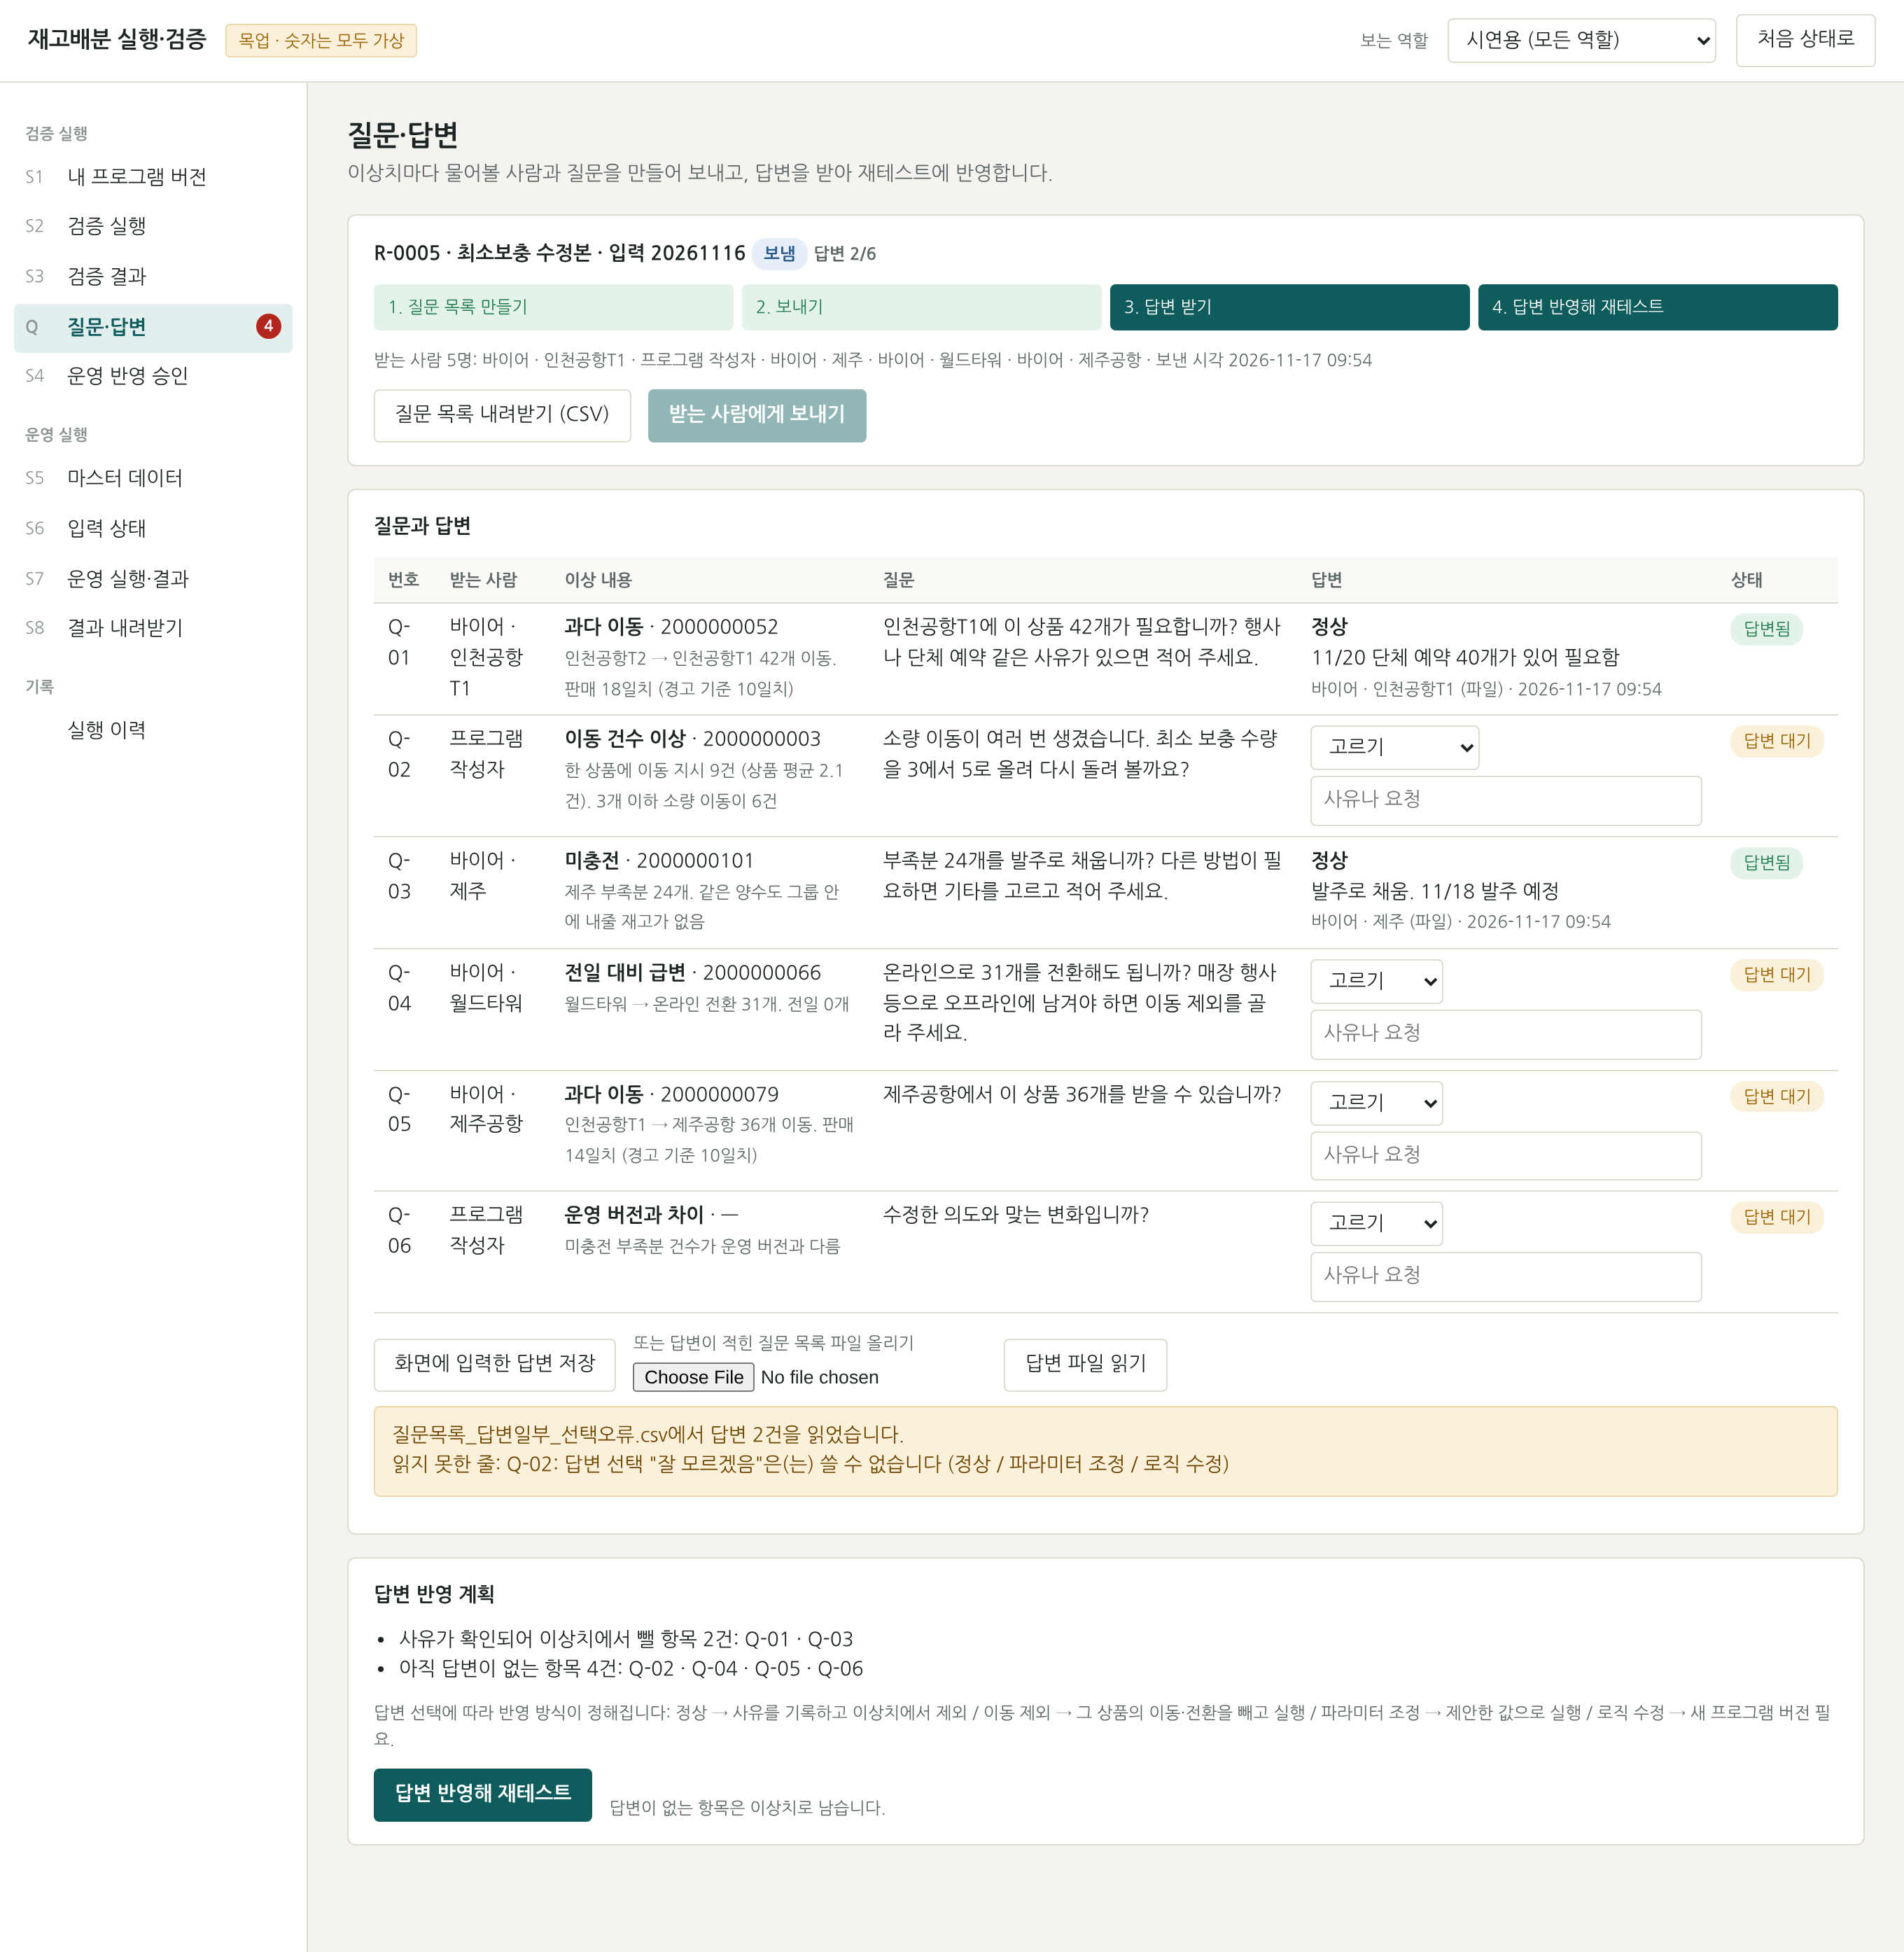 재고배분 실행·검증
목업 · 숫자는 모두 가상
보는 역할
시연용 (모든 역할)
처음 상태로
검증 실행
S1 내 프로그램 버전
S2 검증 실행
S3 검증 결과
Q 질문·답변 4
S4 운영 반영 승인
운영 실행
S5 마스터 데이터
S6 입력 상태
S7 운영 실행·결과
S8 결과 내려받기
기록
실행 이력
질문·답변
이상치마다 물어볼 사람과 질문을 만들어 보내고, 답변을 받아 재테스트에 반영합니다.
R-0005 · 최소보충 수정본 · 입력 20261116 보냄 답변 2/6
1. 질문 목록 만들기
2. 보내기
3. 답변 받기
4. 답변 반영해 재테스트
받는 사람 5명: 바이어 · 인천공항T1 · 프로그램 작성자 · 바이어 · 제주 · 바이어 · 월드타워 · 바이어 · 제주공항 · 보낸 시각 2026-11-17 09:54
질문 목록 내려받기 (CSV)
받는 사람에게 보내기
질문과 답변
번호 받는 사람 이상 내용 질문 답변 상태
Q-
01
바이어 ·
인천공항
T1
과다 이동 · 2000000052
인천공항T2 → 인천공항T1 42개 이동.
판매 18일치 (경고 기준 10일치)
인천공항T1에 이 상품 42개가 필요합니까? 행사
나 단체 예약 같은 사유가 있으면 적어 주세요.
정상
11/20 단체 예약 40개가 있어 필요함
바이어 · 인천공항T1 (파일) · 2026-11-17 09:54
답변됨
Q-
02
프로그램
작성자
이동 건수 이상 · 2000000003
한 상품에 이동 지시 9건 (상품 평균 2.1
건). 3개 이하 소량 이동이 6건
소량 이동이 여러 번 생겼습니다. 최소 보충 수량
을 3에서 5로 올려 다시 돌려 볼까요?
고르기
사유나 요청
답변 대기
Q-
03
바이어 ·
제주
미충전 · 2000000101
제주 부족분 24개. 같은 양수도 그룹 안
에 내줄 재고가 없음
부족분 24개를 발주로 채웁니까? 다른 방법이 필
요하면 기타를 고르고 적어 주세요.
정상
발주로 채움. 11/18 발주 예정
바이어 · 제주 (파일) · 2026-11-17 09:54
답변됨
Q-
04
바이어 ·
월드타워
전일 대비 급변 · 2000000066
월드타워 → 온라인 전환 31개. 전일 0개
온라인으로 31개를 전환해도 됩니까? 매장 행사
등으로 오프라인에 남겨야 하면 이동 제외를 골
라 주세요.
고르기
사유나 요청
답변 대기
Q-
05
바이어 ·
제주공항
과다 이동 · 2000000079
인천공항T1 → 제주공항 36개 이동. 판매
14일치 (경고 기준 10일치)
제주공항에서 이 상품 36개를 받을 수 있습니까?
고르기
사유나 요청
답변 대기
Q-
06
프로그램
작성자
운영 버전과 차이 · —
미충전 부족분 건수가 운영 버전과 다름
수정한 의도와 맞는 변화입니까?
고르기
사유나 요청
답변 대기
화면에 입력한 답변 저장
또는 답변이 적힌 질문 목록 파일 올리기
Choose File No file chosen
답변 파일 읽기
질문목록_답변일부_선택오류.csv에서 답변 2건을 읽었습니다.
읽지 못한 줄: Q-02: 답변 선택 "잘 모르겠음"은(는) 쓸 수 없습니다 (정상 / 파라미터 조정 / 로직 수정)
답변 반영 계획
• 사유가 확인되어 이상치에서 뺄 항목 2건: Q-01 · Q-03
• 아직 답변이 없는 항목 4건: Q-02 · Q-04 · Q-05 · Q-06
답변 선택에 따라 반영 방식이 정해집니다: 정상 → 사유를 기록하고 이상치에서 제외 / 이동 제외 → 그 상품의 이동·전환을 빼고 실행 / 파라미터 조정 → 제안한 값으로 실행 / 로직 수정 → 새 프로그램 버전 필
요.
답변 반영해 재테스트
답변이 없는 항목은 이상치로 남습니다.